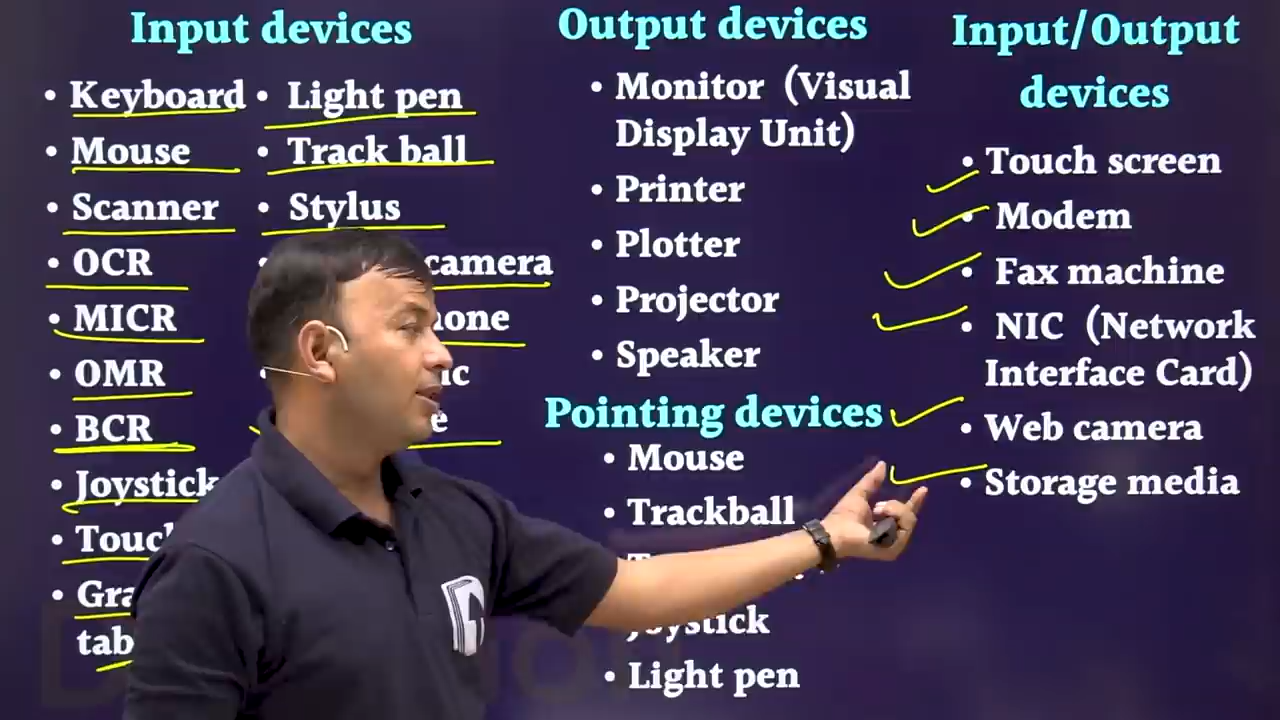 Input devices
• Keyboard
• Mouse
• Scanner
• OCR
• MICR
• OMR
• BCR
• Joystick
•
•
• Light pen
• Track ball
• Stylus
camera
Output devices
• Monitor (Visual
Display Unit)
• Printer
• Plotter
• Projector
• Speaker
Pointing devices
• Mouse
• Trackball
Joystick
• Light pen
Input/Output
devices
• Touch screen
• Modem
• Fax machine
• NIC (Network
Interface Card)
• Web camera
• Storage media